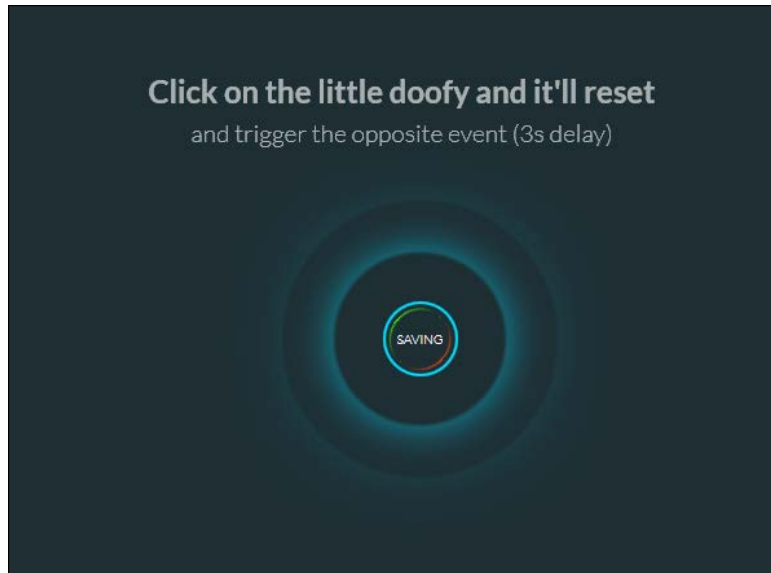 Click on the little doofy and it'll reset
and trigger the opposite event (3s delay)
SAVING